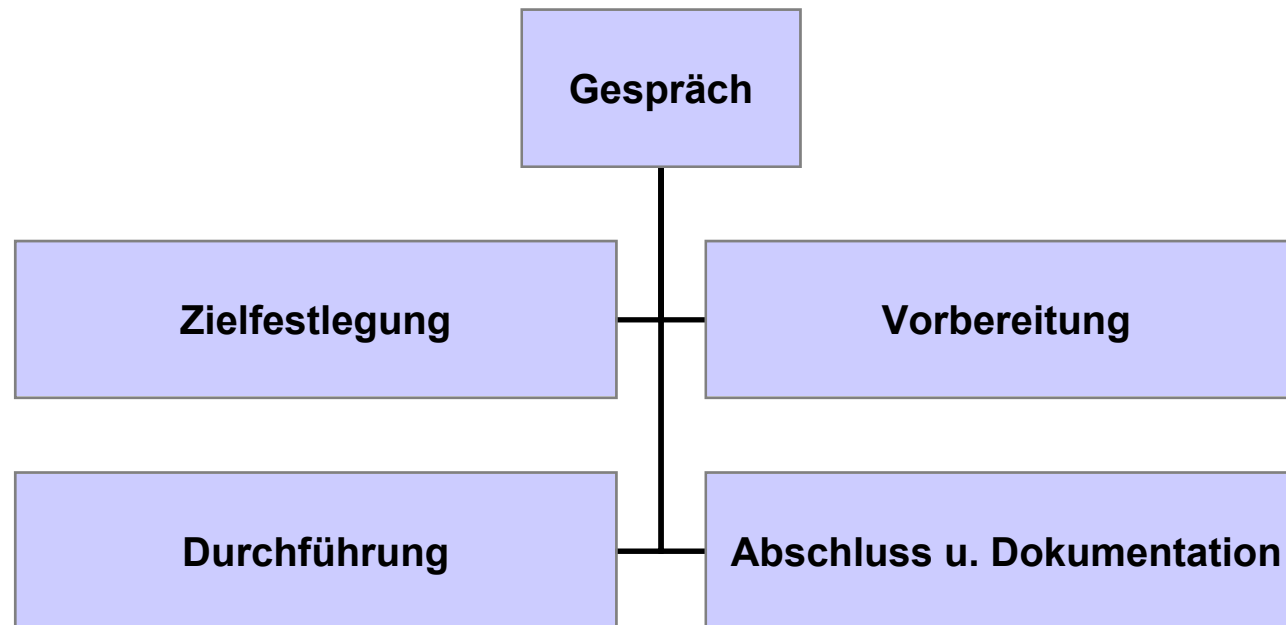 Gespräch
Zielfestlegung
Vorbereitung
Durchführung
Abschluss u. Dokumentation